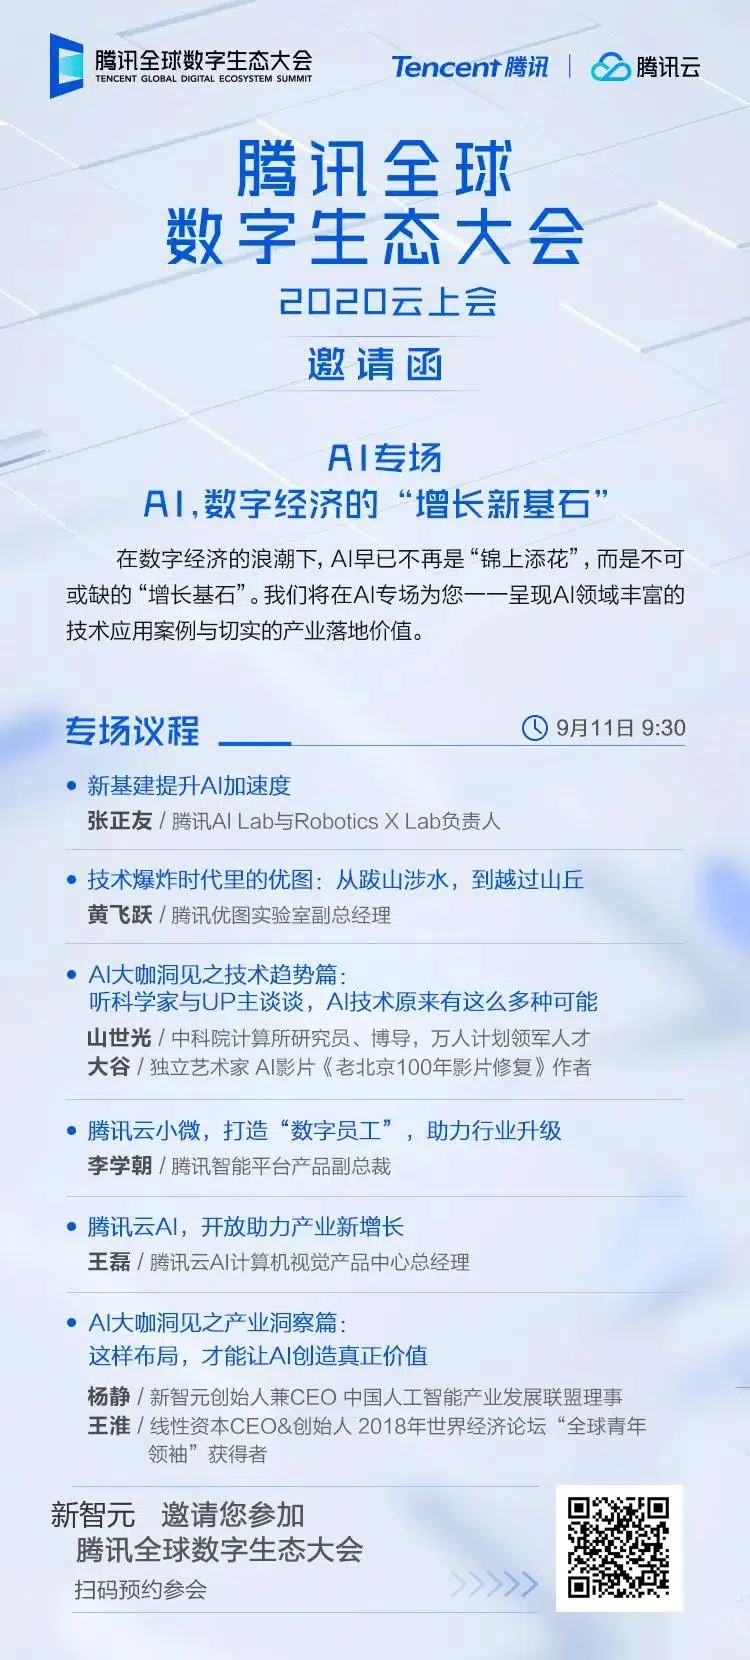 腾讯全球数字生态大会
TENCENT GLOBAL DIGITAL ECOSYSTEM SUMMIT
Tencent 腾讯
腾讯云
腾讯全球
数字生态大会
2020云上会
邀请函
AI专场
AI,数字经济的“增长新基石”
在数字经济的浪潮下,AI早已不再是“锦上添花”,而是不可
或缺的“增长基石”。我们将在AI专场为您一一呈现AI领域丰富的
技术应用案例与切实的产业落地价值。
专场议程
9月11日 9:30
• 新基建提升AI加速度
张正友 / 腾讯AI Lab与Robotics X Lab负责人
• 技术爆炸时代里的优图：从跋山涉水，到越过山丘
黄飞跃 / 腾讯优图实验室副总经理
• AI大咖洞见之技术趋势篇：
听科学家与UP主谈谈，AI技术原来有这么多种可能
山世光 / 中科院计算所研究员、博导，万人计划领军人才
大谷 / 独立艺术家 AI影片《老北京100年影片修复》作者
• 腾讯云小微，打造“数字员工”，助力行业升级
李学朝 / 腾讯智能平台产品副总裁
• 腾讯云AI，开放助力产业新增长
王磊 / 腾讯云AI计算机视觉产品中心总经理
• AI大咖洞见之产业洞察篇：
这样布局，才能让AI创造真正价值
杨静 / 新智元创始人兼CEO 中国人工智能产业发展联盟理事
王淮 / 线性资本CEO&创始人 2018年世界经济论坛“全球青年
领袖”获得者
新智元 邀请您参加
腾讯全球数字生态大会
扫码预约参会